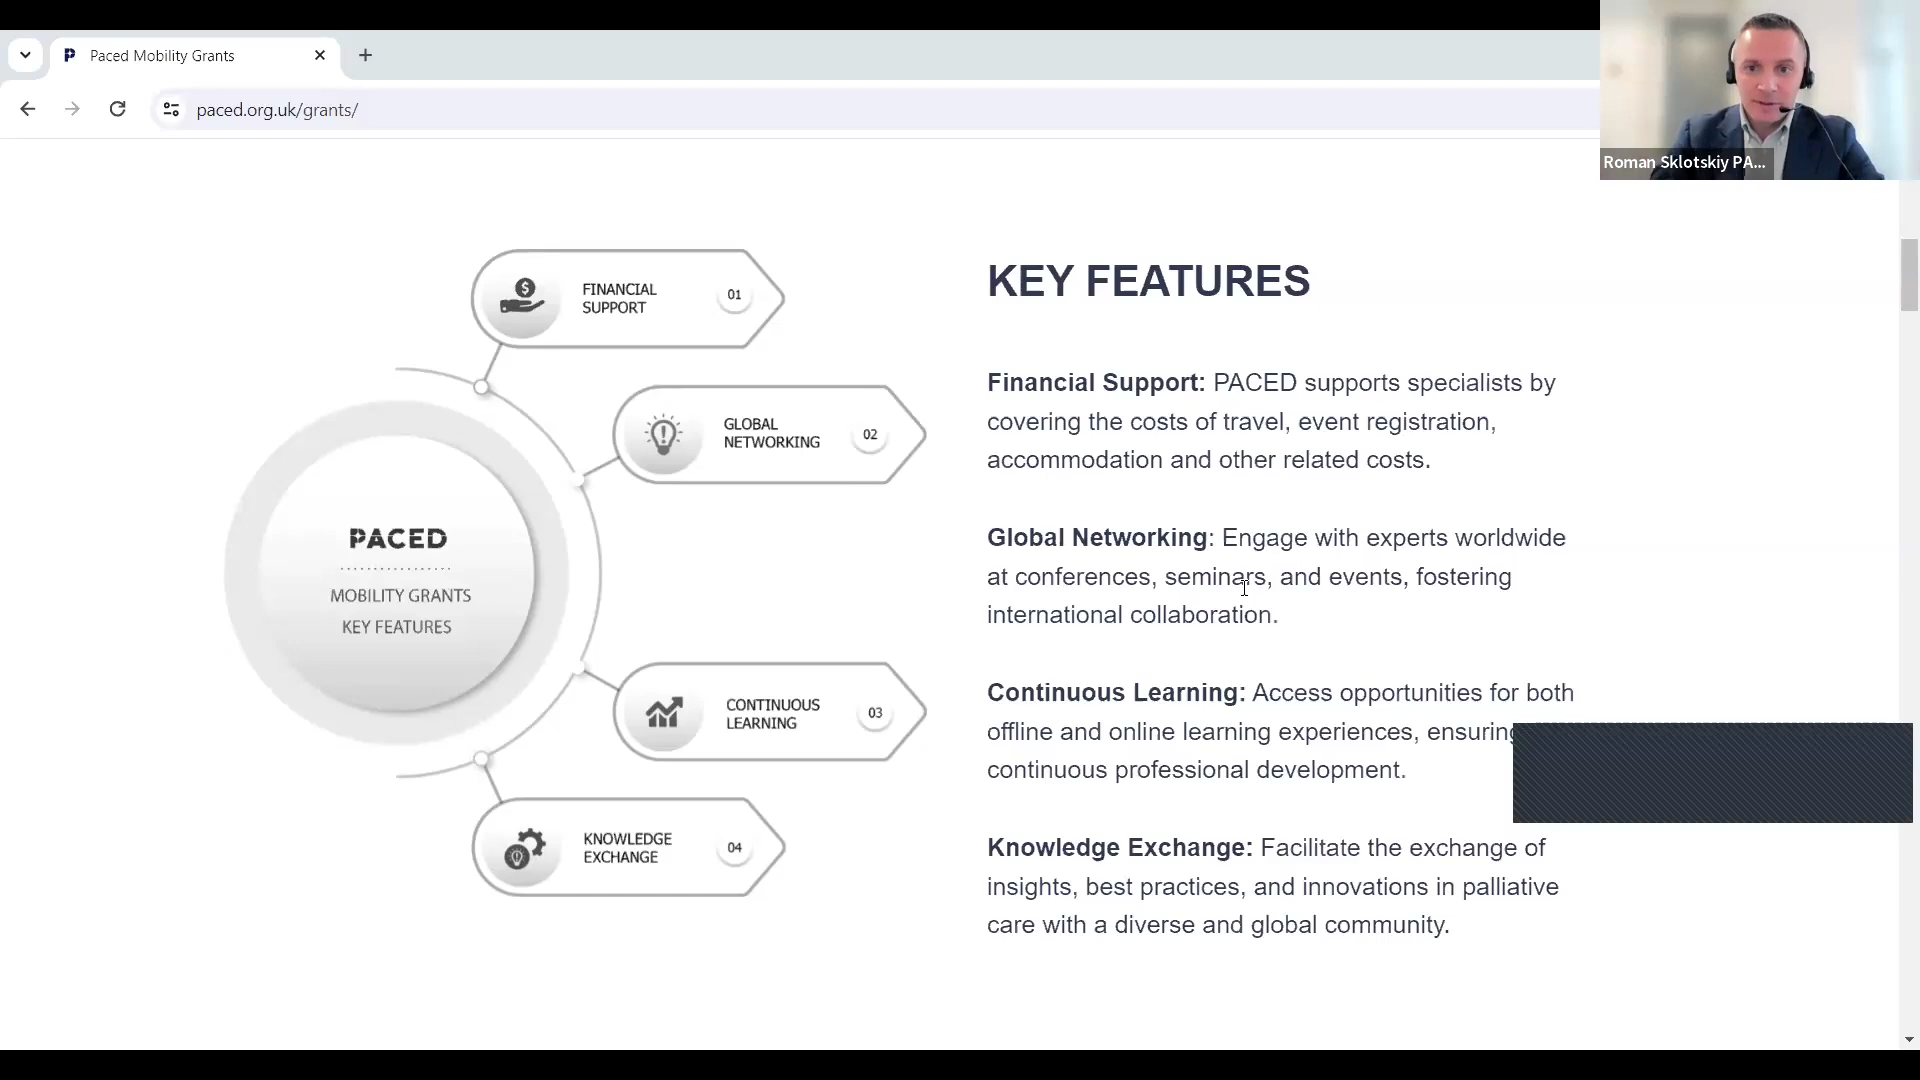 Paced Mobility Grants
paced.org.uk/grants/
Roman Sklotskiy PA...
FINANCIAL
SUPPORT
01
GLOBAL
NETWORKING
02
PACED
MOBILITY GRANTS
KEY FEATURES
CONTINUOUS
LEARNING
03
KNOWLEDGE
EXCHANGE
04
KEY FEATURES
Financial Support: PACED supports specialists by
covering the costs of travel, event registration,
accommodation and other related costs.
Global Networking: Engage with experts worldwide
at conferences, seminars, and events, fostering
international collaboration.
Continuous Learning: Access opportunities for both
offline and online learning experiences, ensuring
continuous professional development.
Knowledge Exchange: Facilitate the exchange of
insights, best practices, and innovations in palliative
care with a diverse and global community.